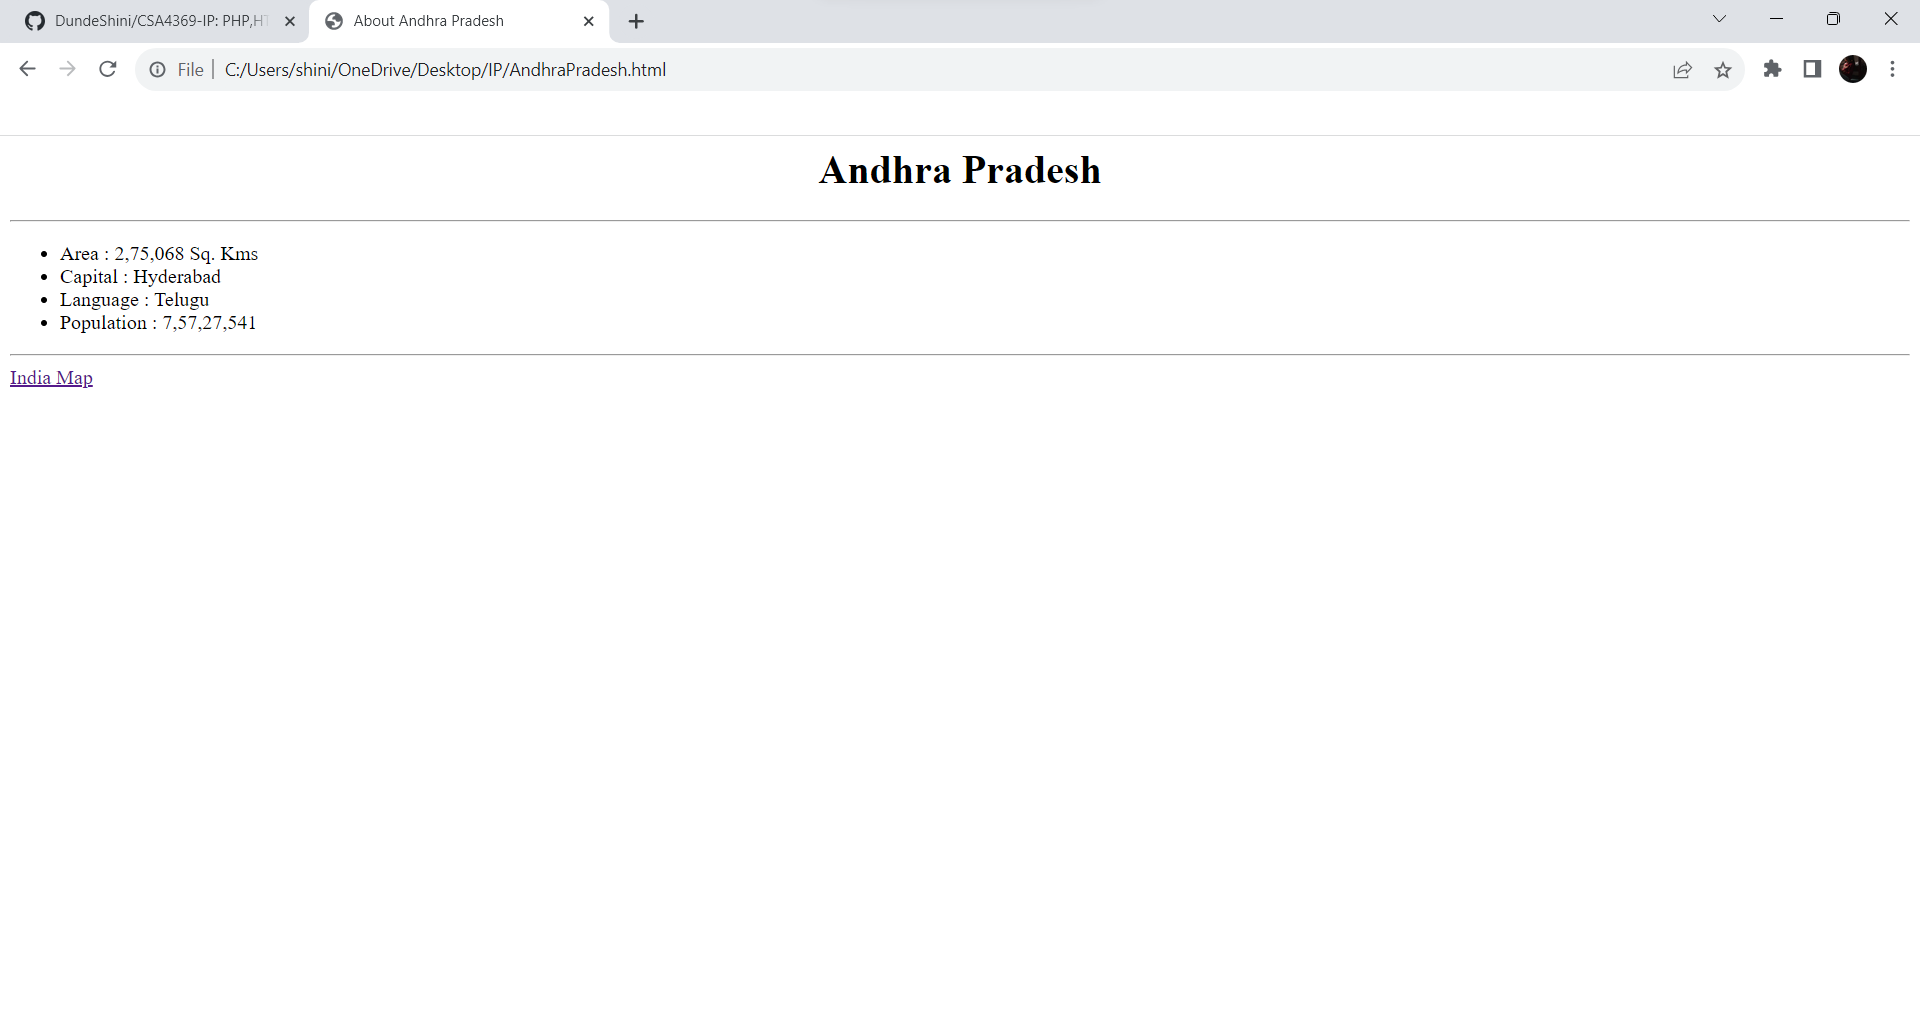 DundeShini/CSA4369-IP: PHP,HT
About Andhra Pradesh
File
C:/Users/shini/OneDrive/Desktop/IP/AndhraPradesh.html
Andhra Pradesh
Area : 2,75,068 Sq. Kms
Capital : Hyderabad
Language : Telugu
Population : 7,57,27,541
India Map